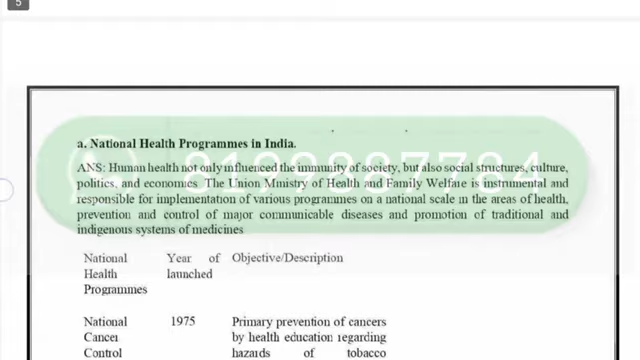 5
a. National Health Programmes in India.
ANS: Human health not only influenced the immunity of society, but also social structures, culture,
politics, and economics. The Union Ministry of Health and Family Welfare is instrumental and
responsible for implementation of various programmes on a national scale in the areas of health,
prevention and control of major communicable diseases and promotion of traditional and
indigenous systems of medicines
8199887784
National Health Programmes
Year of launched
Objective/Description
National Cancer Control
1975
Primary prevention of cancers
by health education regarding
hazards of tobacco